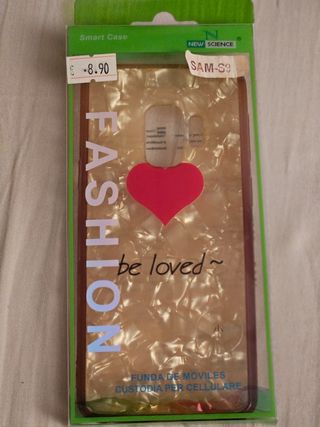 Smart Case
N
NEW SCIENCE
8.90
SAM-S9
FASHION
be loved ~
FUNDA DE MOVILES
CUSTODIA PER CELLULARE